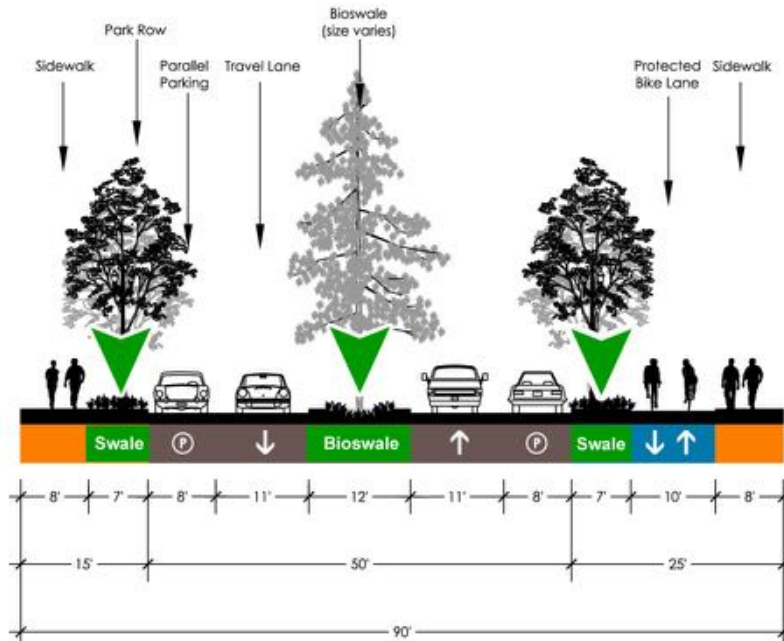 Bioswale
(size varies)
Park Row
Sidewalk
Parallel
Parking
Travel Lane
Protected
Bike Lane
Sidewalk
Swale
P
Bioswale
P
Swale
8'
7'
8'
11'
12'
11'
8'
7'
10'
8'
15'
50'
25'
90'